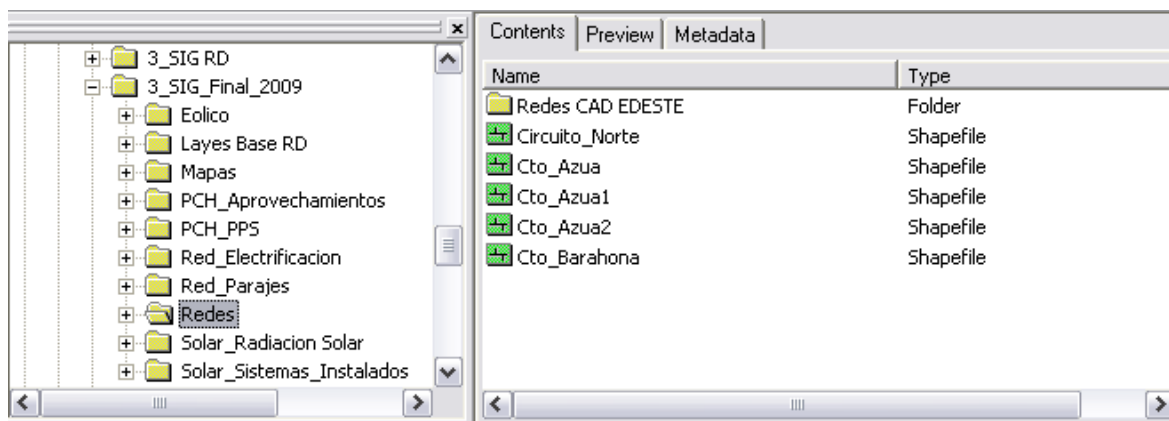 3_SIG RD
3_SIG_Final_2009
Eolico
Layes Base RD
Mapas
PCH_Aprovechamientos
PCH_PPS
Red_Electrificacion
Red_Parajes
Redes
Solar_Radiacion Solar
Solar_Sistemas_Instalados
Contents Preview Metadata
Name Type
Redes CAD EDESTE Folder
Circuito_Norte Shapefile
Cto_Azua Shapefile
Cto_Azua1 Shapefile
Cto_Azua2 Shapefile
Cto_Barahona Shapefile